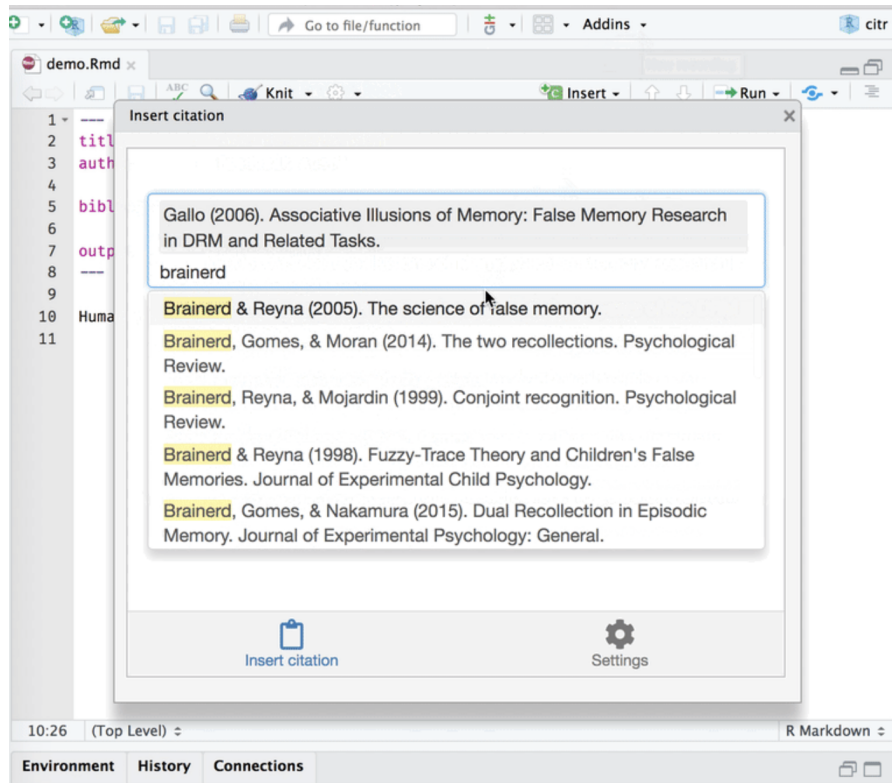 Go to file/function
Addins
citr
demo.Rmd
ABC
Knit
Insert
Run
Insert citation
1 ---
2 titl
3 auth
4
5 bibl
6
7 outp
8 ---
9
10 Huma
11
Gallo (2006). Associative Illusions of Memory: False Memory Research
in DRM and Related Tasks.
brainerd
Brainerd & Reyna (2005). The science of false memory.
Brainerd, Gomes, & Moran (2014). The two recollections. Psychological
Review.
Brainerd, Reyna, & Mojardin (1999). Conjoint recognition. Psychological
Review.
Brainerd & Reyna (1998). Fuzzy-Trace Theory and Children's False
Memories. Journal of Experimental Child Psychology.
Brainerd, Gomes, & Nakamura (2015). Dual Recollection in Episodic
Memory. Journal of Experimental Psychology: General.
Insert citation
Settings
10:26 (Top Level)
R Markdown
Environment History Connections